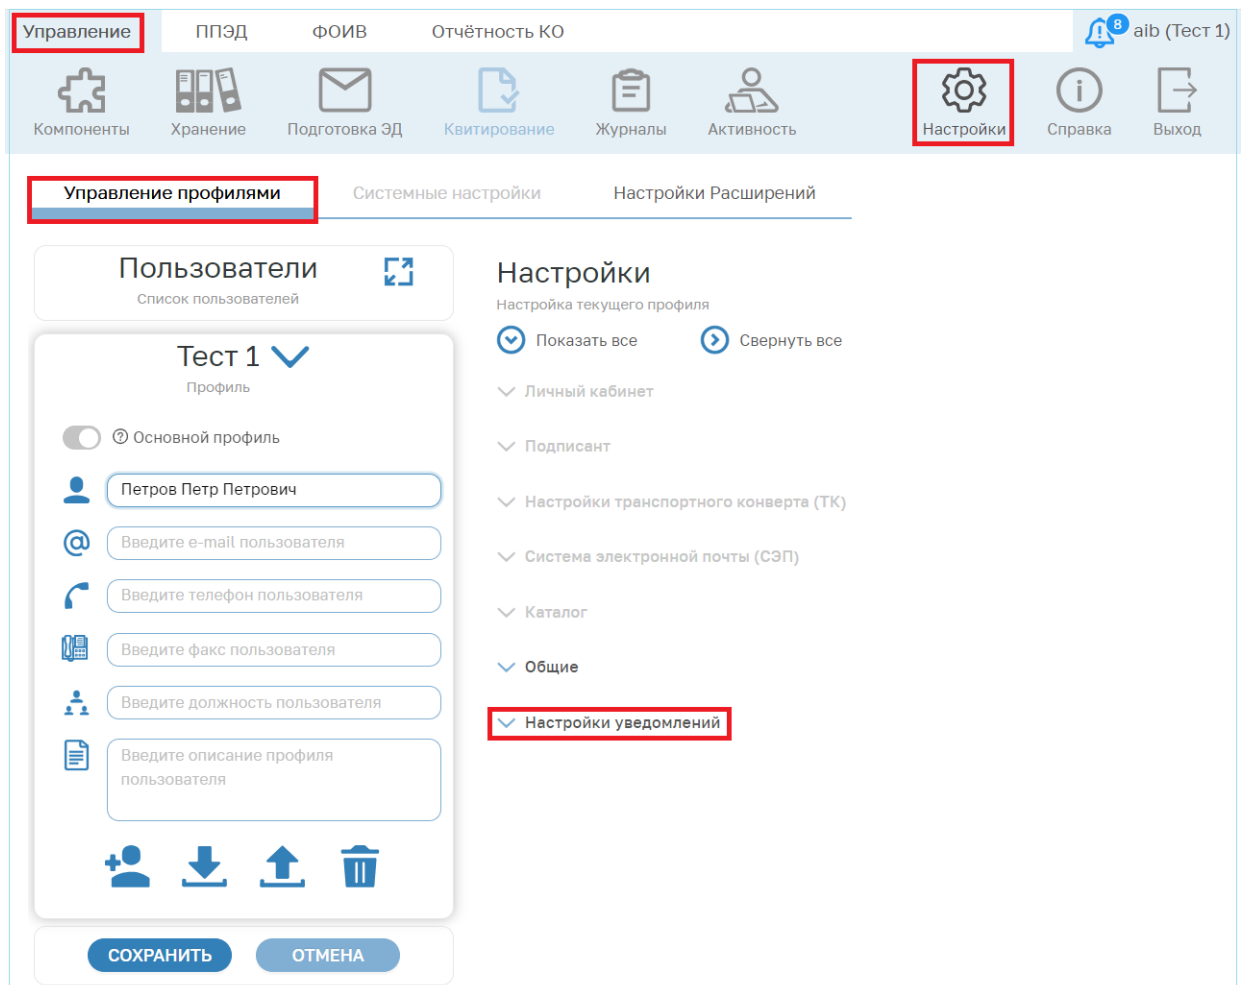 Управление ППЭД ФОИВ Отчётность КО 8 aib (Тест 1)
Компоненты Хранение Подготовка ЭД Квитирование Журналы Активность Настройки Справка Выход
Управление профилями Системные настройки Настройки Расширений
Пользователи
Список пользователей
Тест 1
Профиль
Основной профиль
Петров Петр Петрович
Введите e-mail пользователя
Введите телефон пользователя
Введите факс пользователя
Введите должность пользователя
Введите описание профиля
пользователя
СОХРАНИТЬ ОТМЕНА
Настройки
Настройка текущего профиля
Показать все Свернуть все
Личный кабинет
Подписант
Настройки транспортного конверта (ТК)
Система электронной почты (СЭП)
Каталог
Общие
Настройки уведомлений